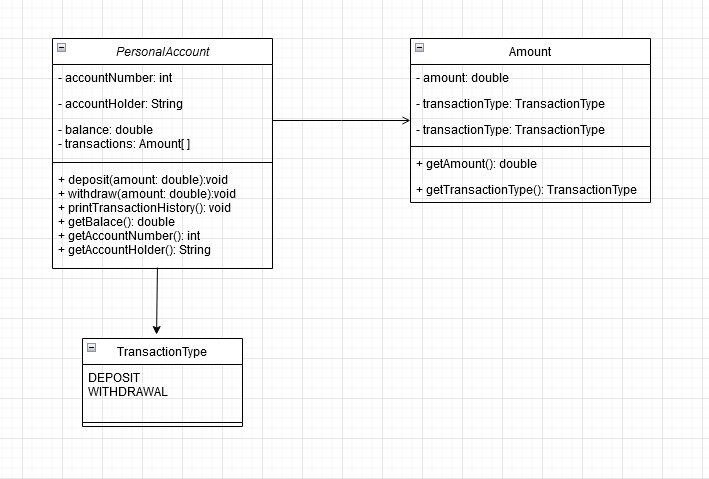 PersonalAccount
- accountNumber: int
- accountHolder: String
- balance: double
- transactions: Amount[ ]
+ deposit(amount: double):void
+ withdraw(amount: double):void
+ printTransactionHistory(): void
+ getBalace(): double
+ getAccountNumber(): int
+ getAccountHolder(): String
Amount
- amount: double
- transactionType: TransactionType
- transactionType: TransactionType
+ getAmount(): double
+ getTransactionType(): TransactionType
TransactionType
DEPOSIT
WITHDRAWAL